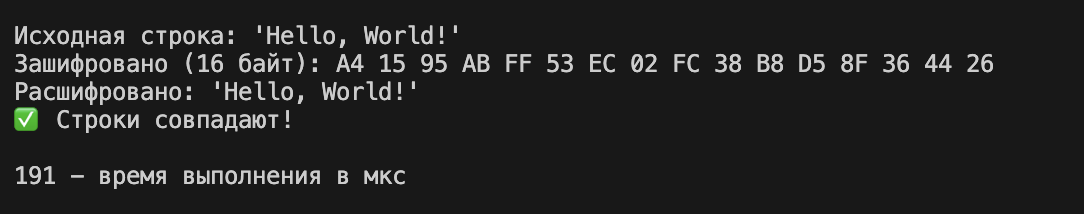 Исходная строка: 'Hello, World!'
Зашифровано (16 байт): A4 15 95 AB FF 53 EC 02 FC 38 B8 D5 8F 36 44 26
Расшифровано: 'Hello, World!'
✅ Строки совпадают!
191 – время выполнения в мкс